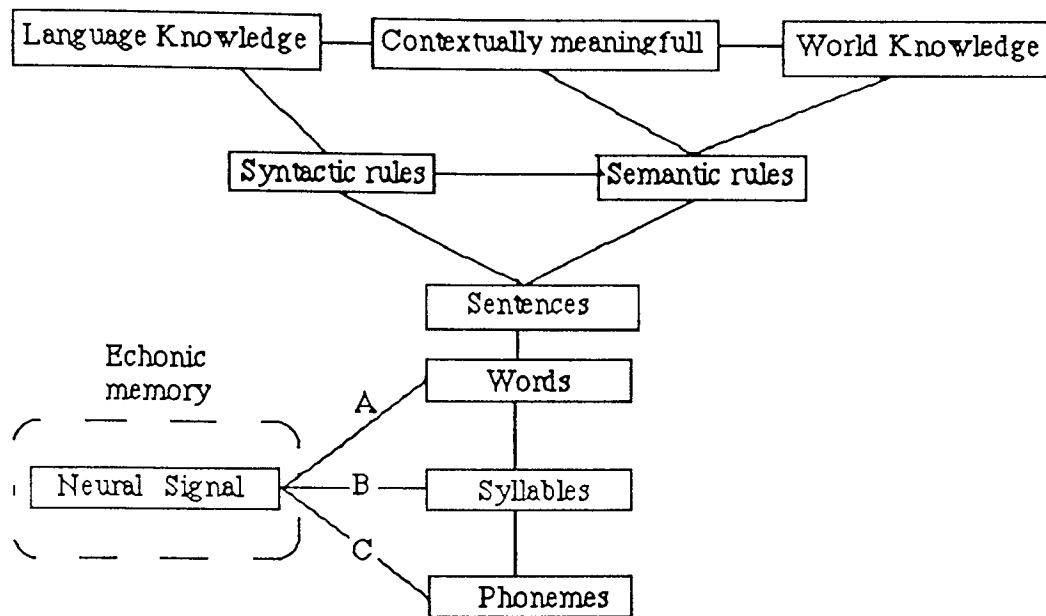 Language Knowledge
Contextually meaningfull
World Knowledge
Syntactic rules
Semantic rules
Sentences
Echonic
memory
Words
A
Neural Signal
B
Syllables
C
Phonemes